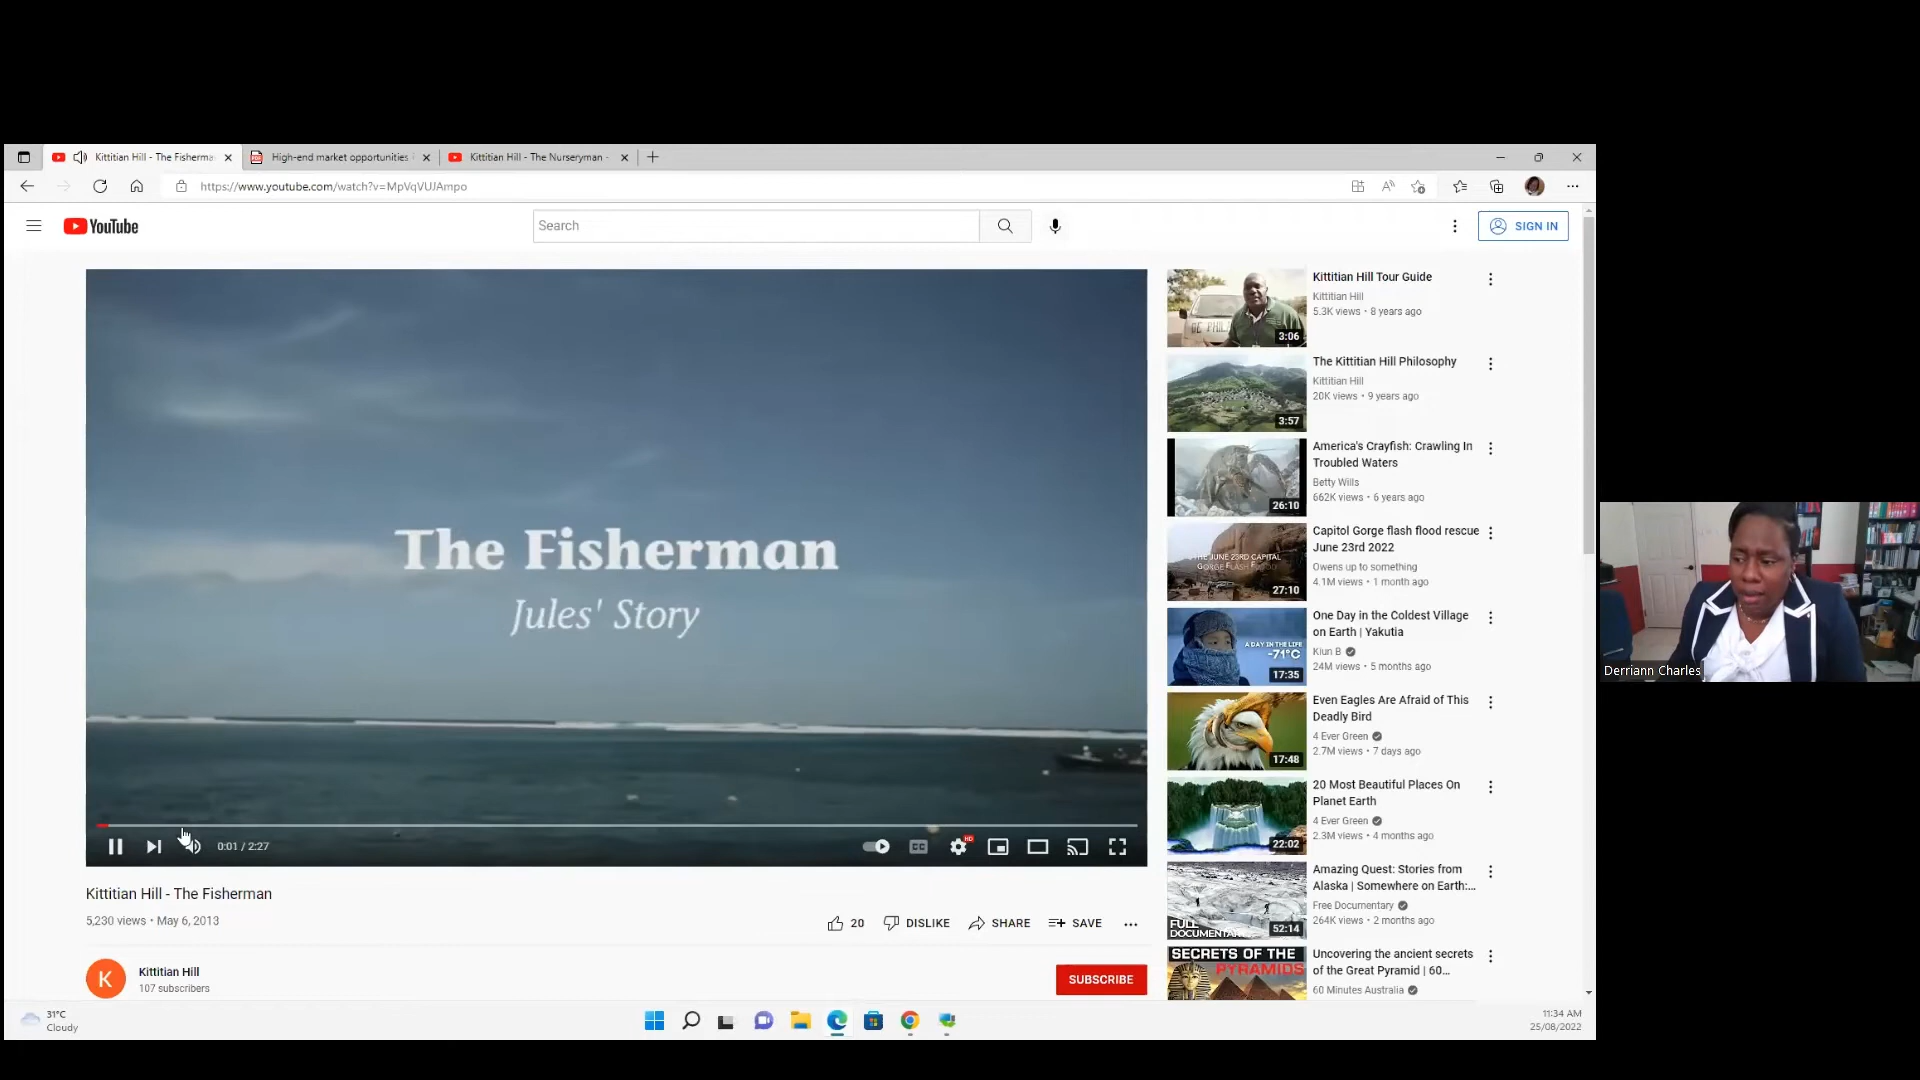 Kittitian Hill - The Fisherma
High-end market opportunities
Kittitian Hill - The Nurseryman -
https://www.youtube.com/watch?v=MpVqVUJAmpo
YouTube
Search
SIGN IN
The Fisherman
Jules' Story
0:01 / 2:27
CC
HD
Kittitian Hill - The Fisherman
5,230 views • May 6, 2013
20
DISLIKE
SHARE
SAVE
K
Kittitian Hill
107 subscribers
SUBSCRIBE
3:06
Kittitian Hill Tour Guide
Kittitian Hill
5.3K views • 8 years ago
3:57
The Kittitian Hill Philosophy
Kittitian Hill
20K views • 9 years ago
26:10
America's Crayfish: Crawling In
Troubled Waters
Betty Wills
662K views • 6 years ago
27:10
Capitol Gorge flash flood rescue
June 23rd 2022
Owens up to something
4.1M views • 1 month ago
A DAY IN THE LIFE
-71°C
17:35
One Day in the Coldest Village
on Earth | Yakutia
Kiun B
24M views • 5 months ago
17:48
Even Eagles Are Afraid of This
Deadly Bird
4 Ever Green
2.7M views • 7 days ago
22:02
20 Most Beautiful Places On
Planet Earth
4 Ever Green
2.3M views • 4 months ago
FULL
52:14
Amazing Quest: Stories from
Alaska | Somewhere on Earth:...
Free Documentary
264K views • 2 months ago
SECRETS OF THE
PYRAMIDS
Uncovering the ancient secrets
of the Great Pyramid | 60...
60 Minutes Australia
Derriann Charles
31°C
Cloudy
11:34 AM
25/08/2022